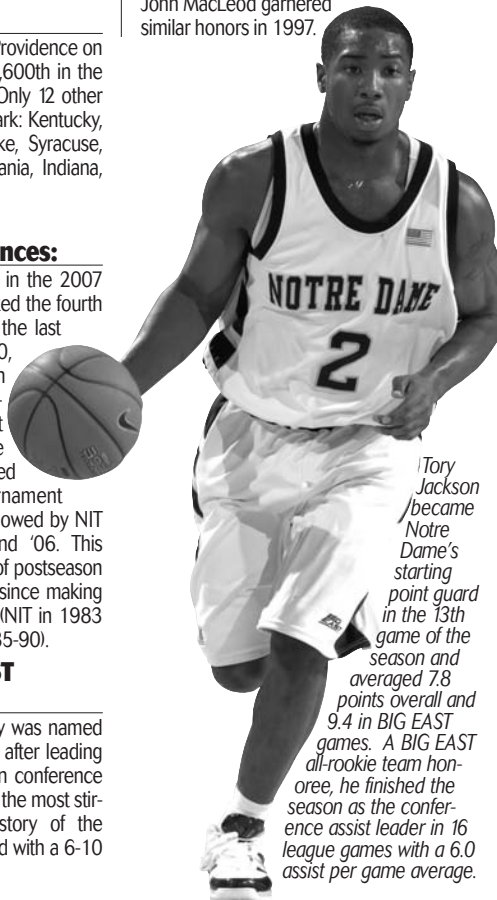 John MacLeod garnered
similar honors in 1997.
Providence on
,600th in the
Only 12 other
ark: Kentucky,
ke, Syracuse,
ania, Indiana,
nces:
in the 2007
ed the fourth
the last
0,
n
t
e
ed
rnament
owed by NIT
nd ‘06. This
of postseason
since making
(NIT in 1983
85-90).
ST
y was named
after leading
n conference
the most stir-
story of the
d with a 6-10
NOTRE DAME
2
Tory
Jackson
became
Notre
Dame’s
starting
point guard
in the 13th
game of the
season and
averaged 7.8
points overall and
9.4 in BIG EAST
games. A BIG EAST
all-rookie team hon-
oree, he finished the
season as the confer-
ence assist leader in 16
league games with a 6.0
assist per game average.